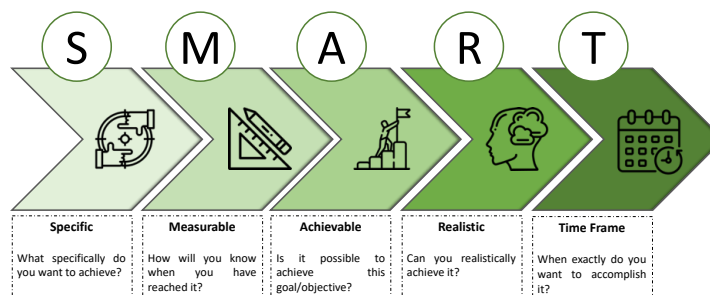 S
M
A
R
T
Specific
What specifically do
you want to achieve?
Measurable
How will you know
when you have
reached it?
Achievable
Is it possible to
achieve this
goal/objective?
Realistic
Can you realistically
achieve it?
Time Frame
When exactly do you
want to accomplish
it?